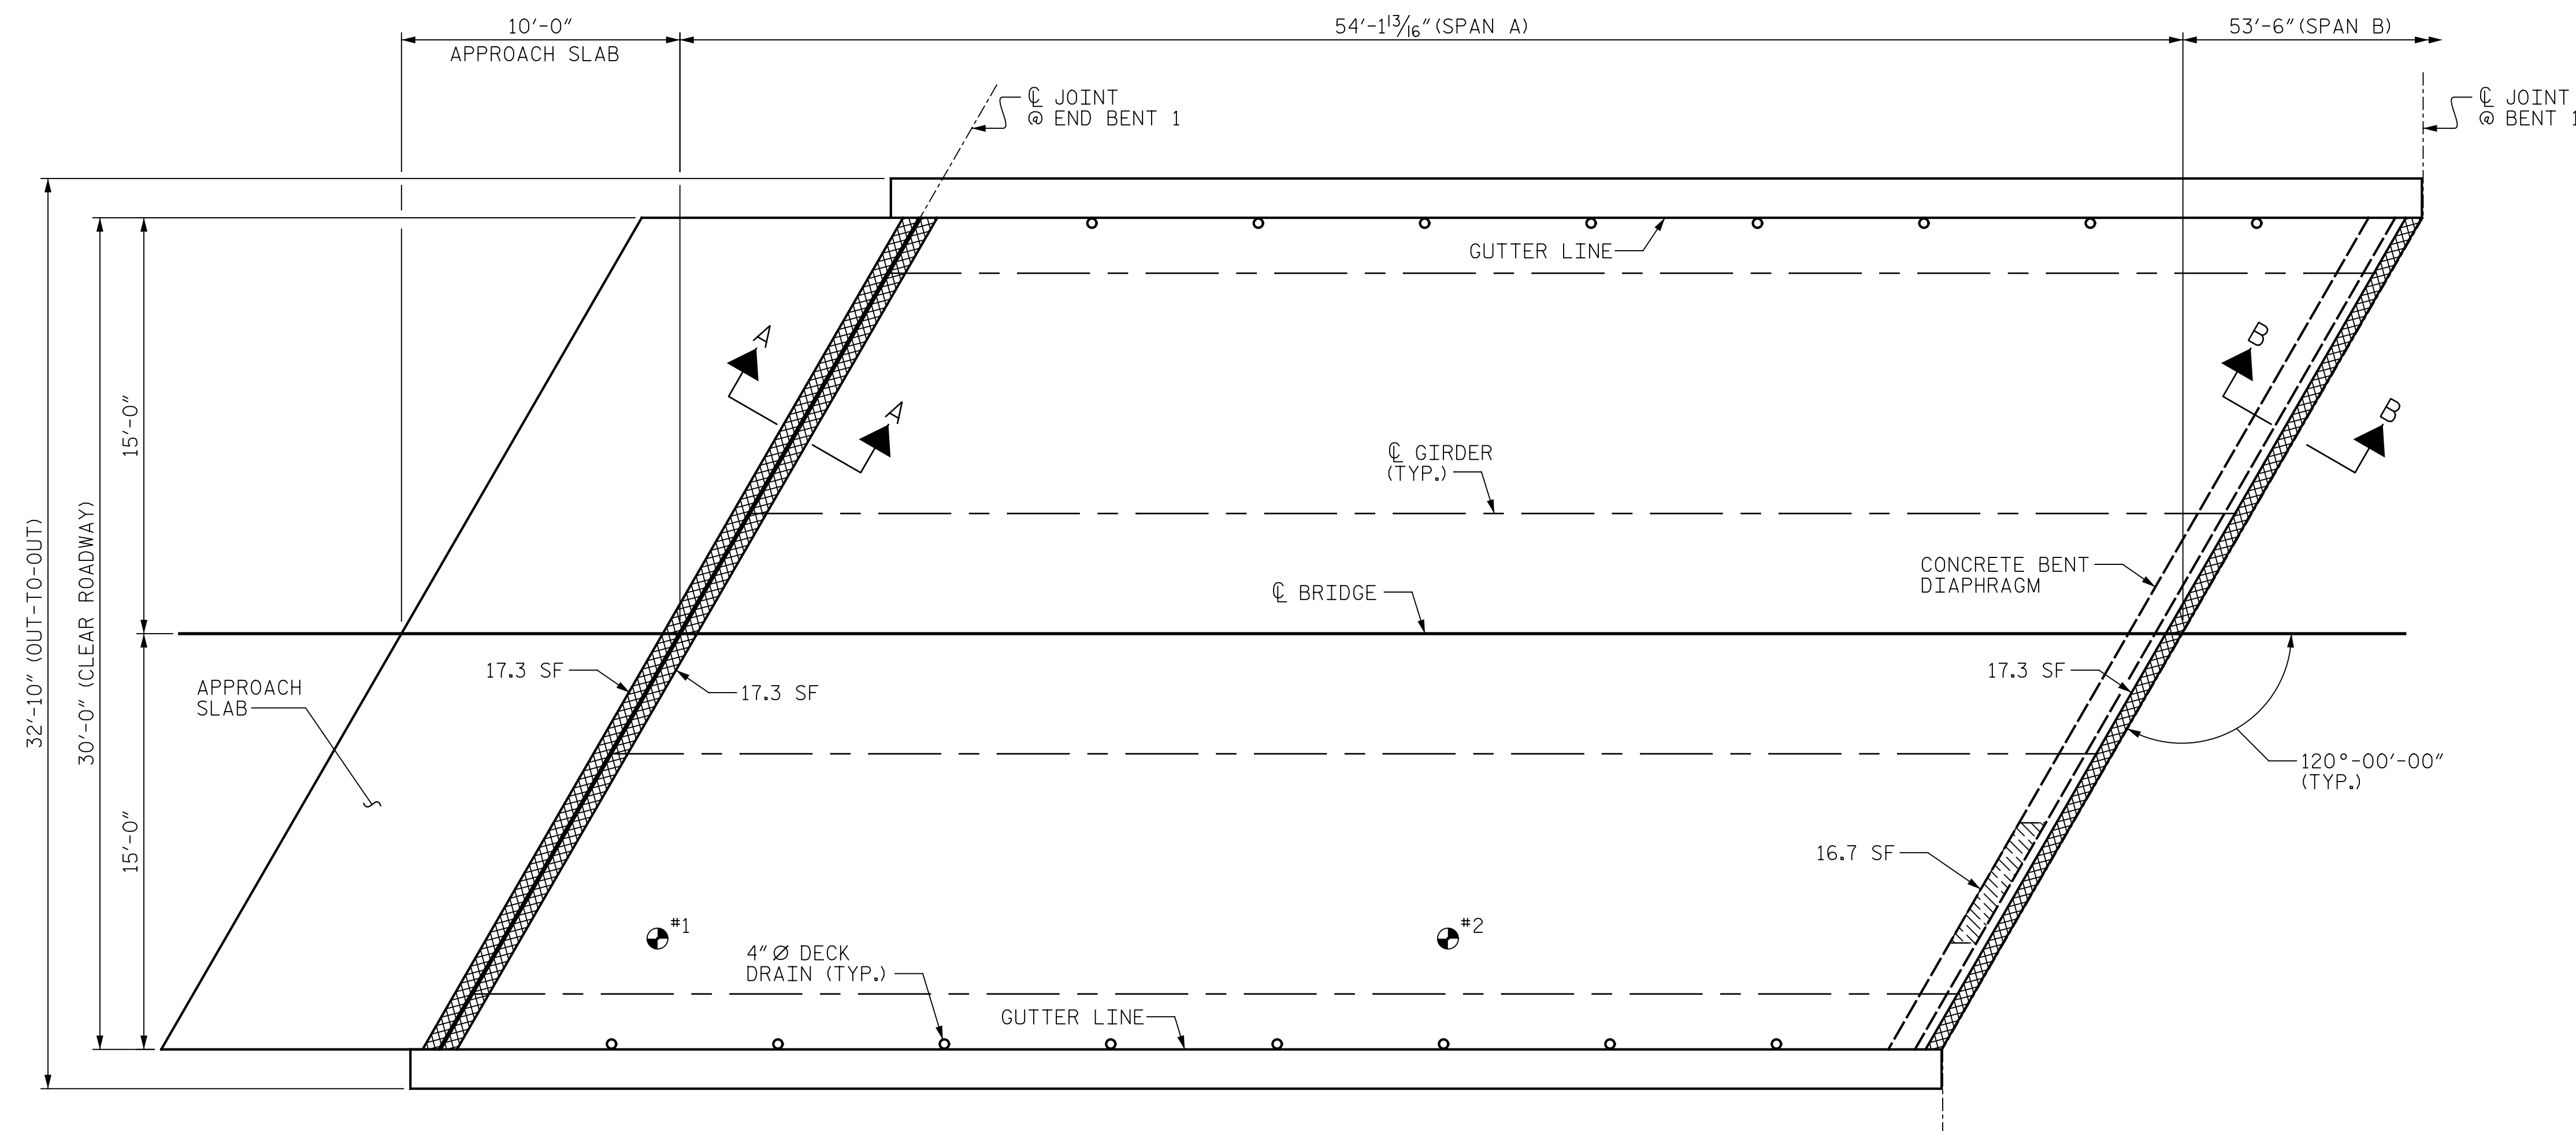 10'-0"
APPROACH SLAB
54'-1 13/16" (SPAN A)
53'-6" (SPAN B)
℄ JOINT
@ END BENT 1
℄ JOINT
@ BENT 1
GUTTER LINE
A
A
B
B
℄ GIRDER
(TYP.)
CONCRETE BENT
DIAPHRAGM
℄ BRIDGE
15'-0"
15'-0"
30'-0" (CLEAR ROADWAY)
32'-10" (OUT-TO-OUT)
APPROACH
SLAB
17.3 SF
17.3 SF
17.3 SF
120°-00'-00"
(TYP.)
16.7 SF
#1
#2
4" Ø DECK
DRAIN (TYP.)
GUTTER LINE